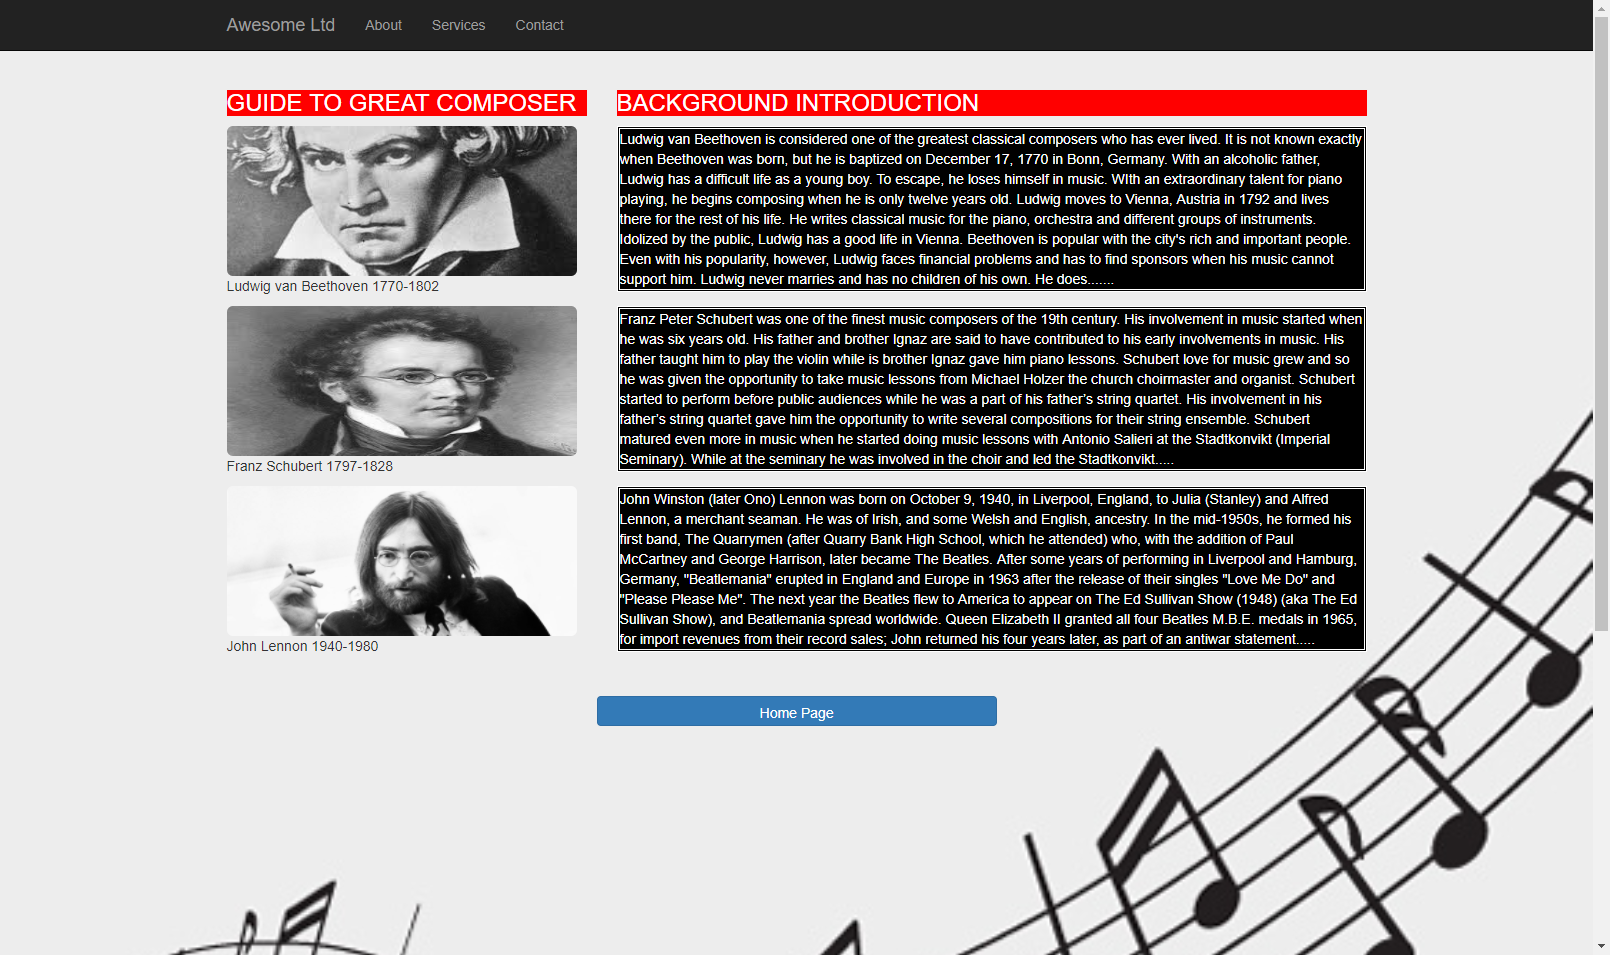 Awesome Ltd About Services Contact
GUIDE TO GREAT COMPOSER
BACKGROUND INTRODUCTION
Ludwig van Beethoven 1770-1802
Ludwig van Beethoven is considered one of the greatest classical composers who has ever lived. It is not known exactly
when Beethoven was born, but he is baptized on December 17, 1770 in Bonn, Germany. With an alcoholic father,
Ludwig has a difficult life as a young boy. To escape, he loses himself in music. WIth an extraordinary talent for piano
playing, he begins composing when he is only twelve years old. Ludwig moves to Vienna, Austria in 1792 and lives
there for the rest of his life. He writes classical music for the piano, orchestra and different groups of instruments.
Idolized by the public, Ludwig has a good life in Vienna. Beethoven is popular with the city's rich and important people.
Even with his popularity, however, Ludwig faces financial problems and has to find sponsors when his music cannot
support him. Ludwig never marries and has no children of his own. He does.......
Franz Schubert 1797-1828
Franz Peter Schubert was one of the finest music composers of the 19th century. His involvement in music started when
he was six years old. His father and brother Ignaz are said to have contributed to his early involvements in music. His
father taught him to play the violin while is brother Ignaz gave him piano lessons. Schubert love for music grew and so
he was given the opportunity to take music lessons from Michael Holzer the church choirmaster and organist. Schubert
started to perform before public audiences while he was a part of his father's string quartet. His involvement in his
father's string quartet gave him the opportunity to write several compositions for their string ensemble. Schubert
matured even more in music when he started doing music lessons with Antonio Salieri at the Stadtkonvikt (Imperial
Seminary). While at the seminary he was involved in the choir and led the Stadtkonvikt.....
John Lennon 1940-1980
John Winston (later Ono) Lennon was born on October 9, 1940, in Liverpool, England, to Julia (Stanley) and Alfred
Lennon, a merchant seaman. He was of Irish, and some Welsh and English, ancestry. In the mid-1950s, he formed his
first band, The Quarrymen (after Quarry Bank High School, which he attended) who, with the addition of Paul
McCartney and George Harrison, later became The Beatles. After some years of performing in Liverpool and Hamburg,
Germany, "Beatlemania" erupted in England and Europe in 1963 after the release of their singles "Love Me Do" and
"Please Please Me". The next year the Beatles flew to America to appear on The Ed Sullivan Show (1948) (aka The Ed
Sullivan Show), and Beatlemania spread worldwide. Queen Elizabeth II granted all four Beatles M.B.E. medals in 1965,
for import revenues from their record sales; John returned his four years later, as part of an antiwar statement.....
Home Page